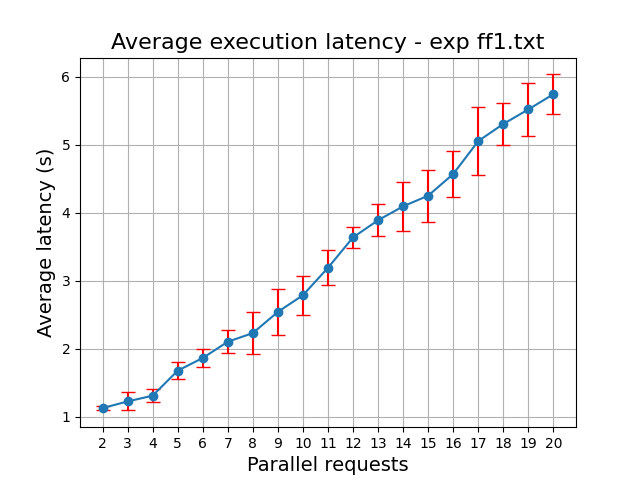 Average execution latency - exp ff1.txt
Average latency (s)
6
5
4
3
2
1
2 3 4 5 6 7 8 9 10 11 12 13 14 15 16 17 18 19 20
Parallel requests